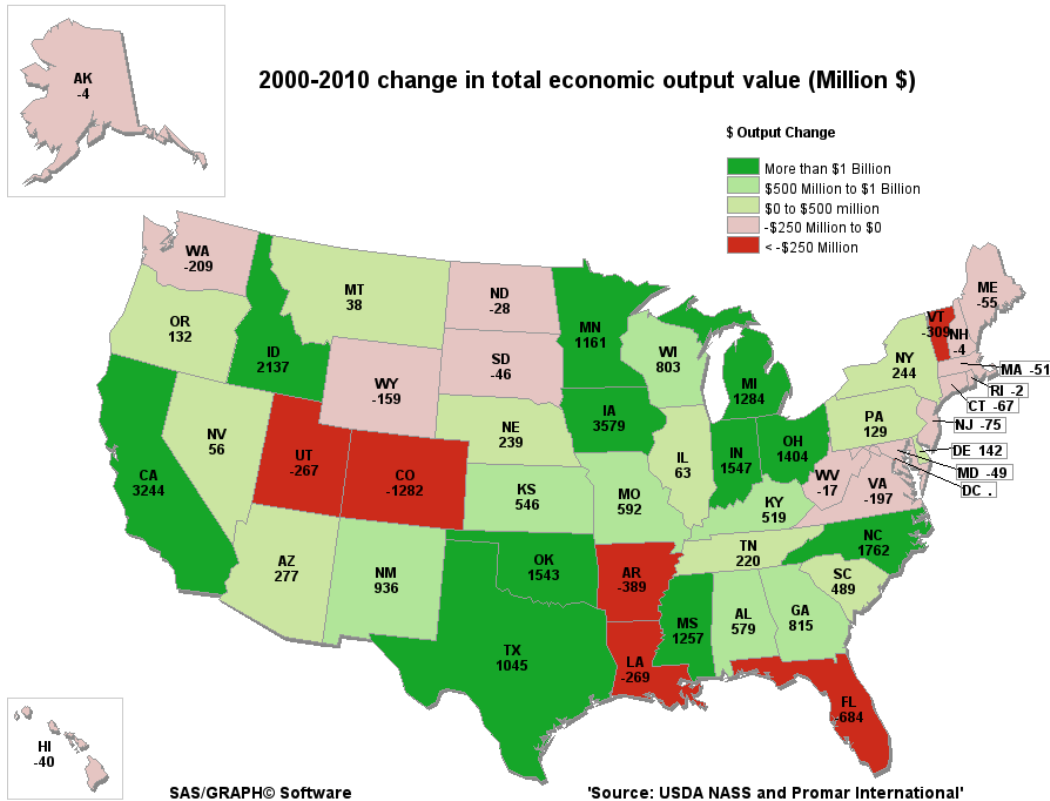 AK
-4
2000-2010 change in total economic output value (Million $)
$ Output Change
More than $1 Billion
$500 Million to $1 Billion
$0 to $500 million
-$250 Million to $0
< -$250 Million
WA
-209
MT
38
ND
-28
MN
1161
ME
-55
VT
-309
NH
-4
OR
132
ID
2137
SD
-46
WI
803
MI
1284
NY
244
MA -51
RI -2
CT -67
NJ -75
WY
-159
IA
3579
NE
239
PA
129
NV
56
UT
-267
CO
-1282
IL
63
IN
1547
OH
1404
DE 142
MD -49
DC .
CA
3244
KS
546
MO
592
WV
-17
VA
-197
KY
519
AZ
277
NM
936
OK
1543
AR
-389
TN
220
NC
1762
SC
489
TX
1045
LA
-269
MS
1257
AL
579
GA
815
FL
-684
HI
-40
SAS/GRAPH© Software
'Source: USDA NASS and Promar International'